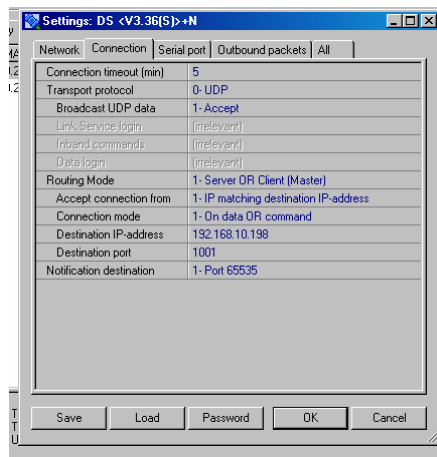 Settings: DS <V3.36(S)>+N
Network Connection Serial port Outbound packets All
Connection timeout (min) 5
Transport protocol 0- UDP
Broadcast UDP data 1- Accept
Link Service login (irrelevant)
Inband commands (irrelevant)
Data login (irrelevant)
Routing Mode 1- Server OR Client (Master)
Accept connection from 1- IP matching destination IP-address
Connection mode 1- On data OR command
Destination IP-address 192.168.10.198
Destination port 1001
Notification destination 1- Port 65535
Save Load Password OK Cancel